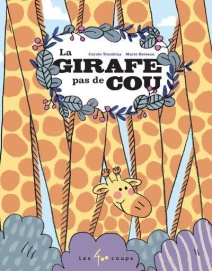 La
GIRAFE
pas de
COU
Carole Tremblay Marie Boiseau
Les 400 coups